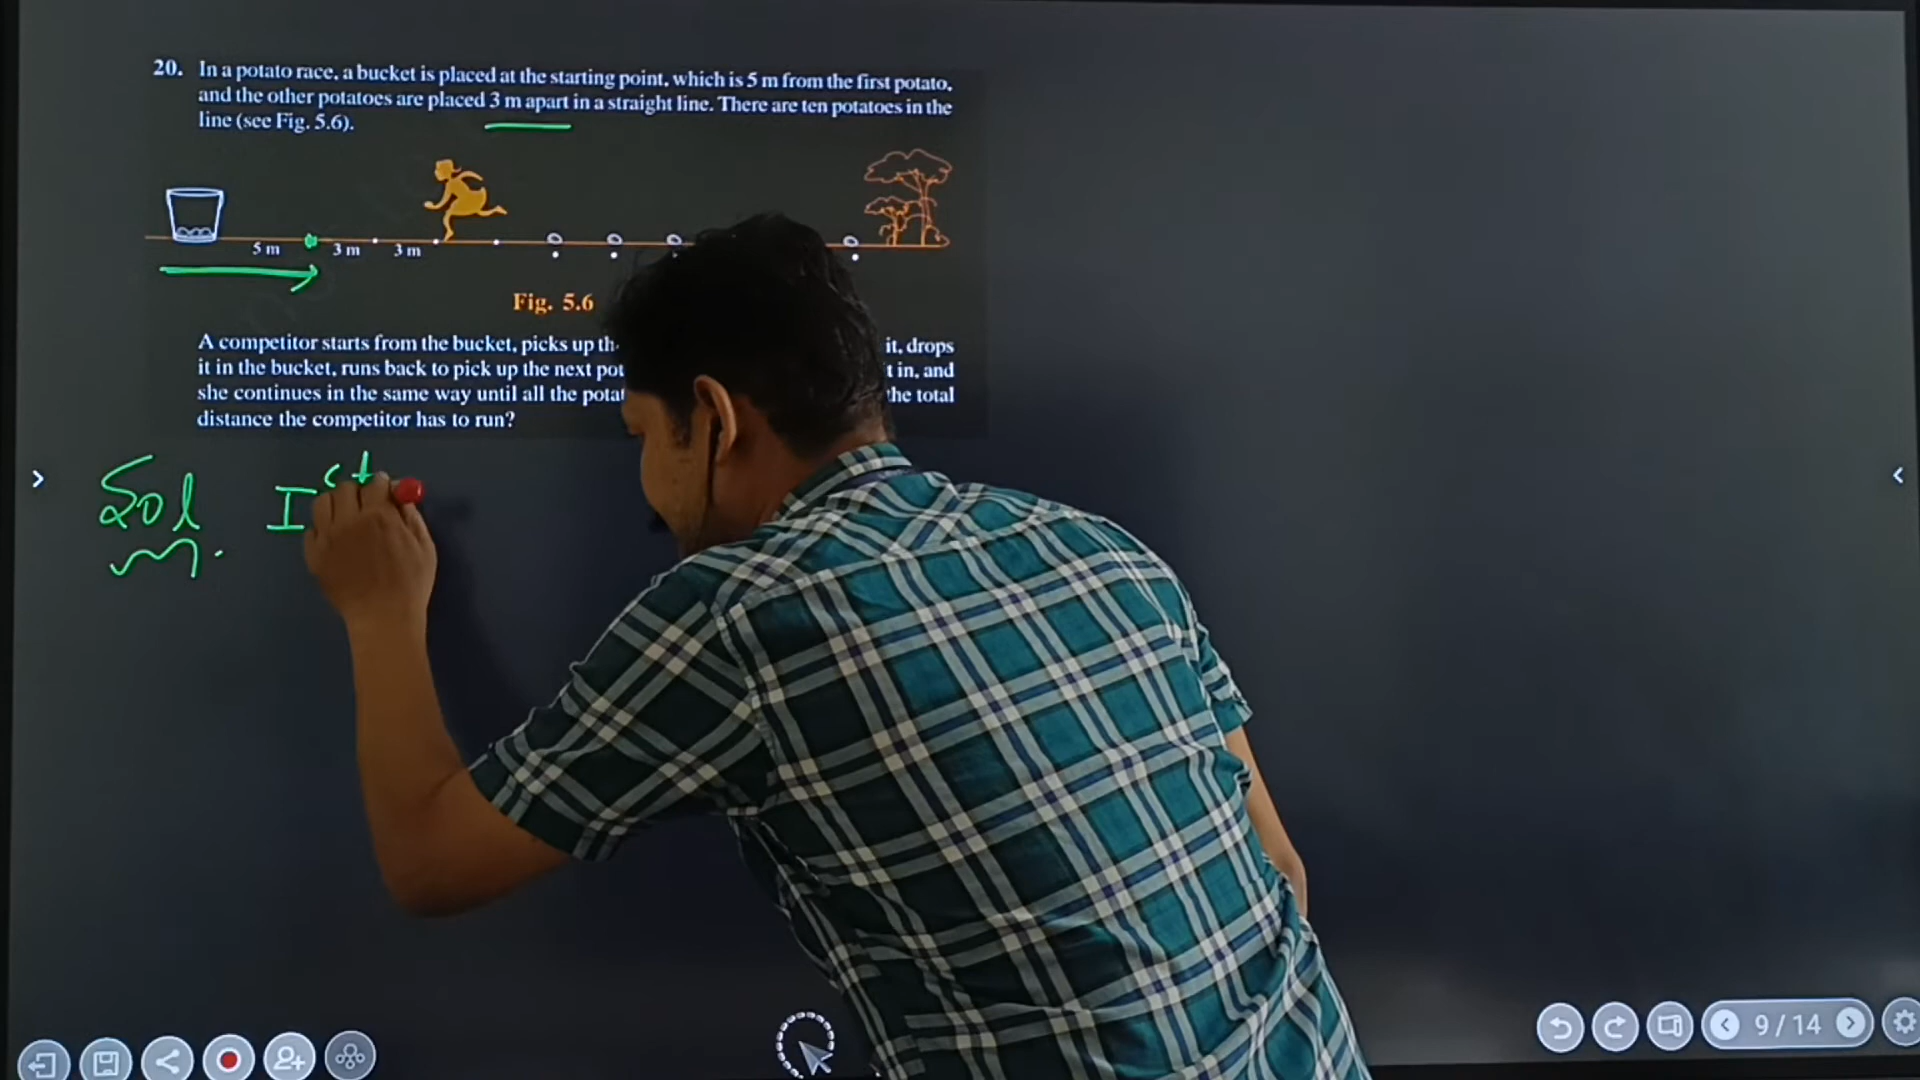 20. In a potato race, a bucket is placed at the starting point, which is 5 m from the first potato,
and the other potatoes are placed 3 m apart in a straight line. There are ten potatoes in the
line (see Fig. 5.6).
5 m 3 m 3 m
Fig. 5.6
A competitor starts from the bucket, picks up it, drops
it in the bucket, runs back to pick up the next t in, and
she continues in the same way until all the the total
distance the competitor has to run?
Sol I st
9 / 14